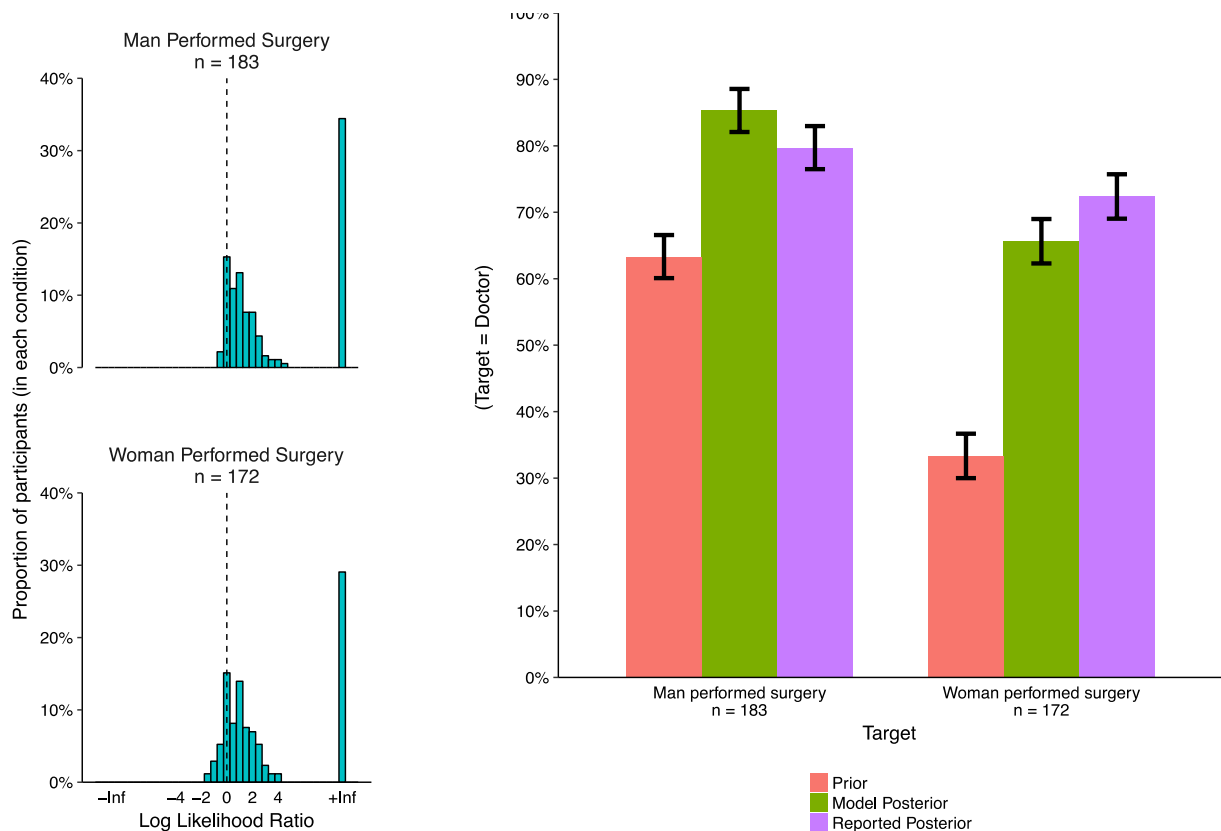 Man Performed Surgery
n = 183
40%
30%
20%
10%
0%
Woman Performed Surgery
n = 172
40%
30%
20%
10%
0%
−Inf
−4
−2
0
2
4
+Inf
Log Likelihood Ratio
Proportion of participants (in each condition)
100%
90%
80%
70%
60%
50%
40%
30%
20%
10%
0%
(Target = Doctor)
Man performed surgery
n = 183
Woman performed surgery
n = 172
Target
Prior
Model Posterior
Reported Posterior